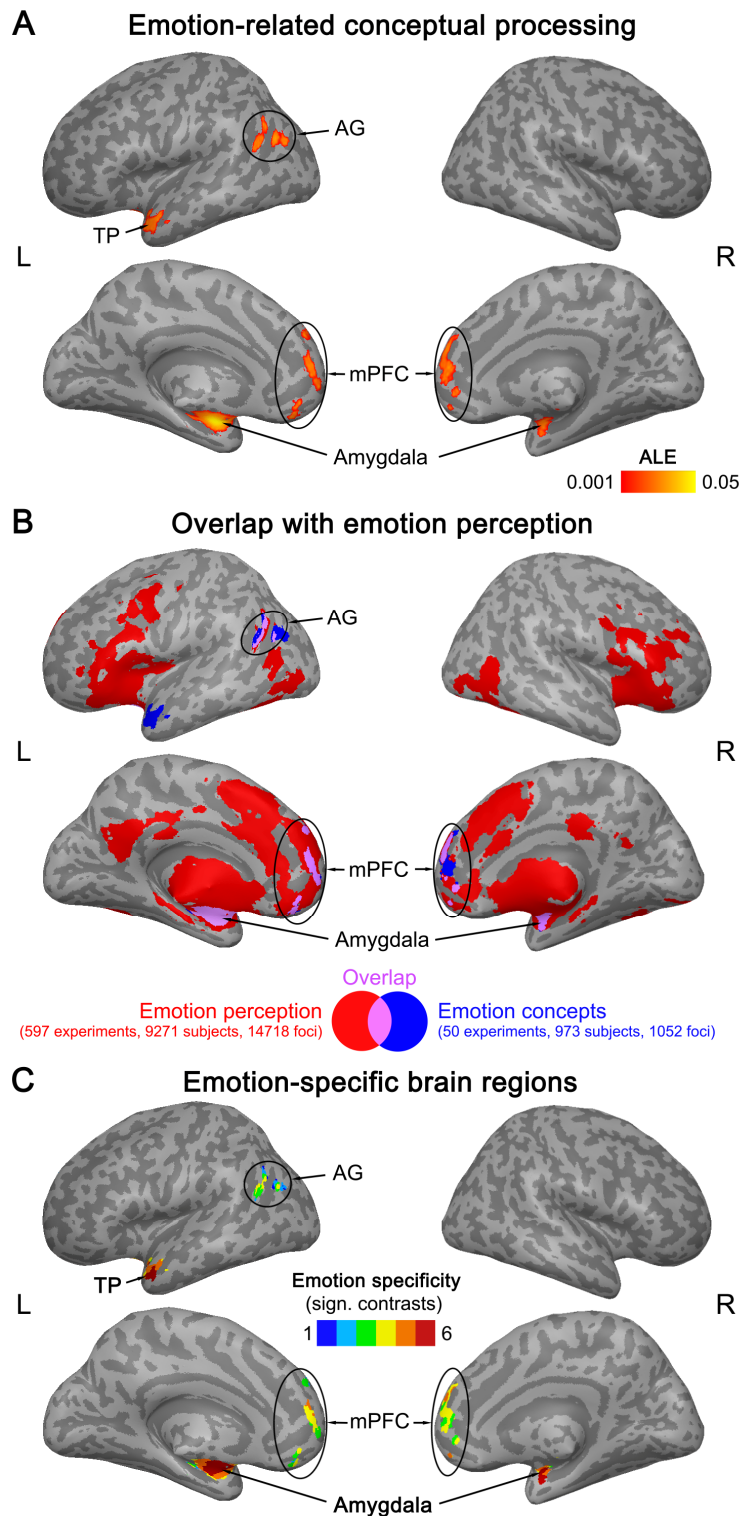 A Emotion-related conceptual processing
AG
TP
L R
mPFC
Amygdala
ALE
0.001 0.05
B Overlap with emotion perception
AG
L R
mPFC
Amygdala
Overlap
Emotion perception
(597 experiments, 9271 subjects, 14718 foci)
Emotion concepts
(50 experiments, 973 subjects, 1052 foci)
C Emotion-specific brain regions
AG
TP
Emotion specificity
(sign. contrasts)
L R
1 6
mPFC
Amygdala